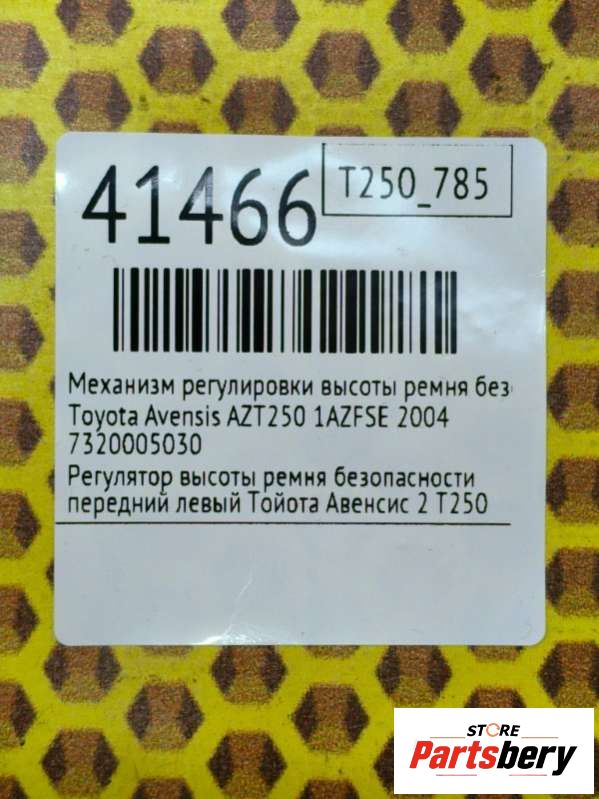 41466
T250_785
Механизм регулировки высоты ремня без
Toyota Avensis AZT250 1AZFSE 2004
7320005030
Регулятор высоты ремня безопасности
передний левый Тойота Авенсис 2 T250
STORE
Partsbery